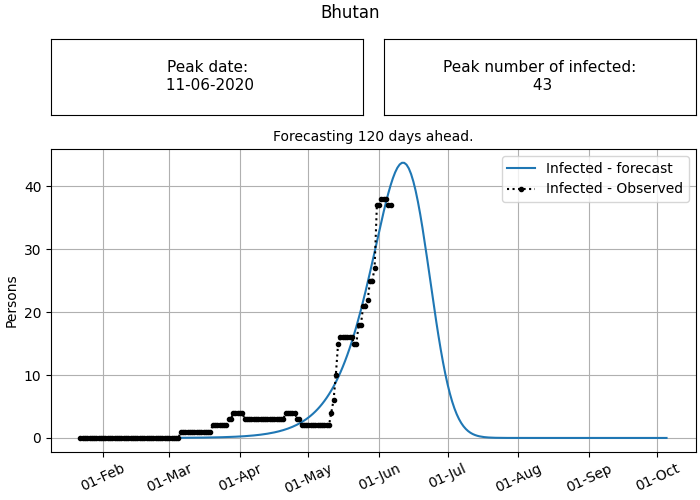 Bhutan
Peak date:
11-06-2020
Peak number of infected:
43
Forecasting 120 days ahead.
Infected - forecast
Infected - Observed
Persons
40
30
20
10
0
01-Feb
01-Mar
01-Apr
01-May
01-Jun
01-Jul
01-Aug
01-Sep
01-Oct